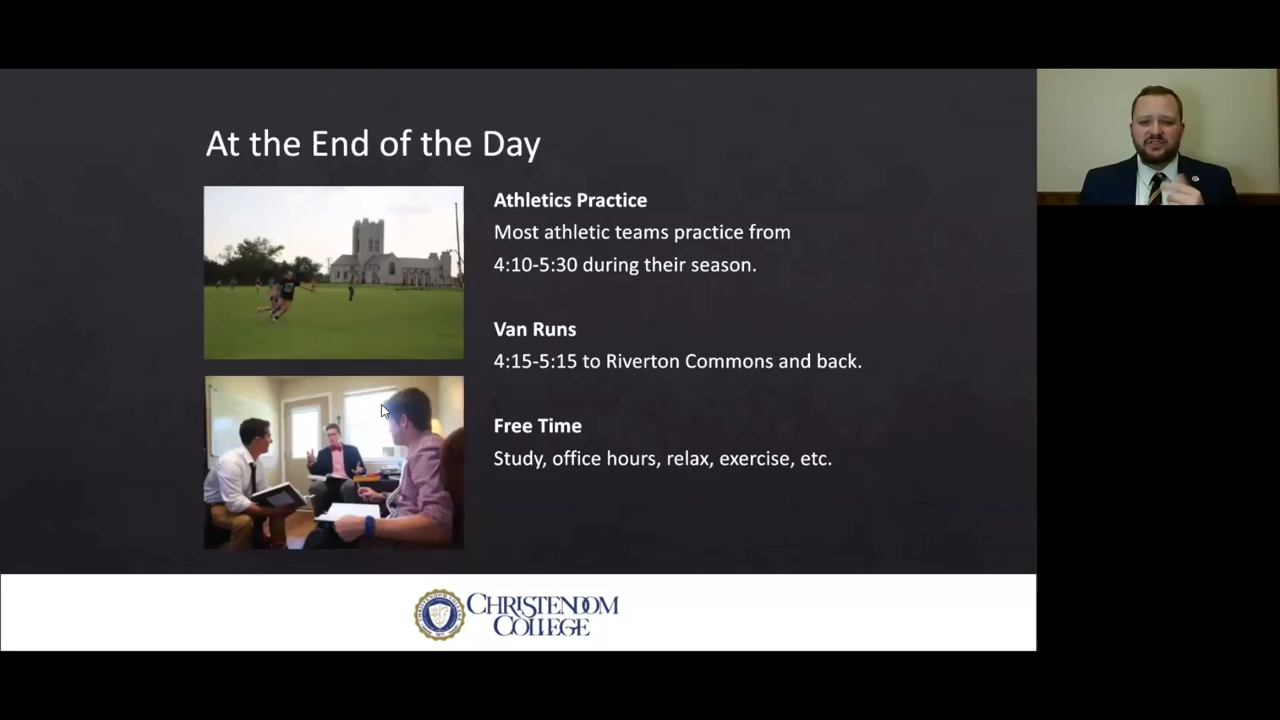 At the End of the Day
Athletics Practice
Most athletic teams practice from
4:10-5:30 during their season.
Van Runs
4:15-5:15 to Riverton Commons and back.
Free Time
Study, office hours, relax, exercise, etc.
CHRISTENDOM
COLLEGE